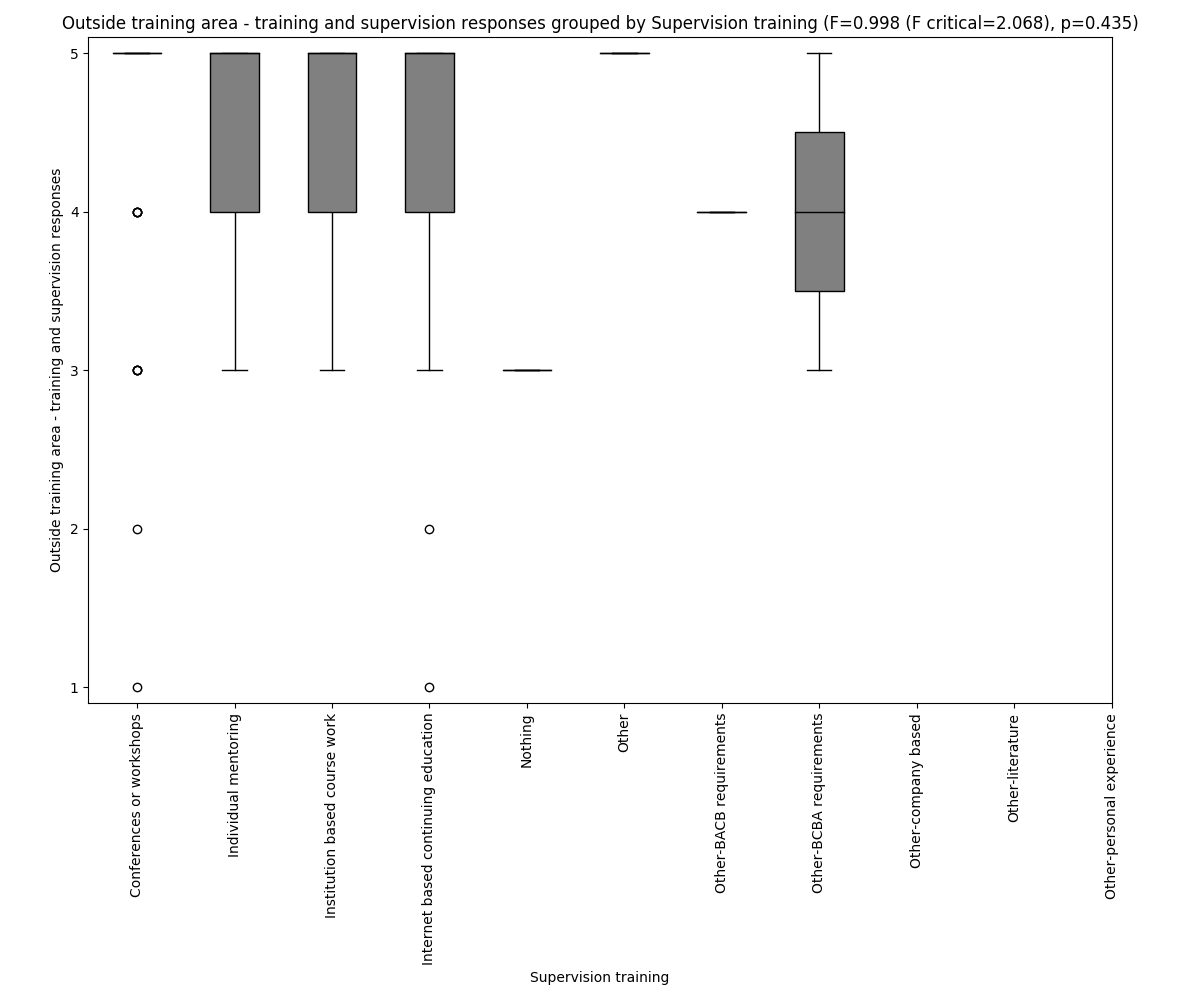 Outside training area - training and supervision responses grouped by Supervision training (F=0.998 (F critical=2.068), p=0.435)
Outside training area - training and supervision responses
5
4
3
2
1
Conferences or workshops
Individual mentoring
Institution based course work
Internet based continuing education
Nothing
Other
Other-BACB requirements
Other-BCBA requirements
Other-company based
Other-literature
Other-personal experience
Supervision training